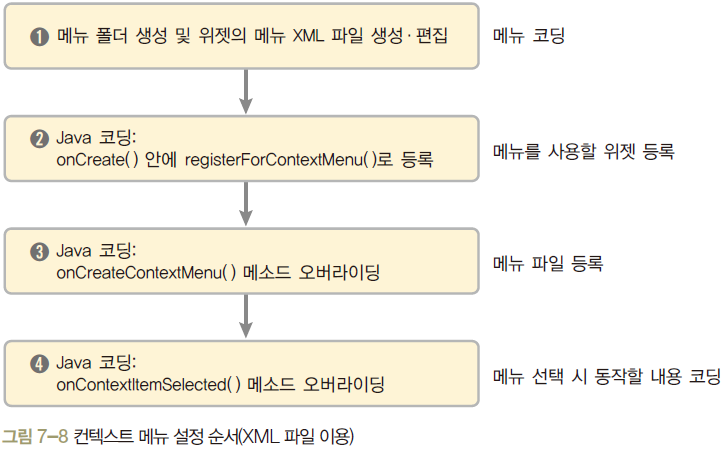 ❶ 메뉴 폴더 생성 및 위젯의 메뉴 XML 파일 생성·편집
메뉴 코딩
❷ Java 코딩:
onCreate( ) 안에 registerForContextMenu( )로 등록
메뉴를 사용할 위젯 등록
❸ Java 코딩:
onCreateContextMenu( ) 메소드 오버라이딩
메뉴 파일 등록
❹ Java 코딩:
onContextItemSelected( ) 메소드 오버라이딩
메뉴 선택 시 동작할 내용 코딩
그림 7-8 컨텍스트 메뉴 설정 순서(XML 파일 이용)